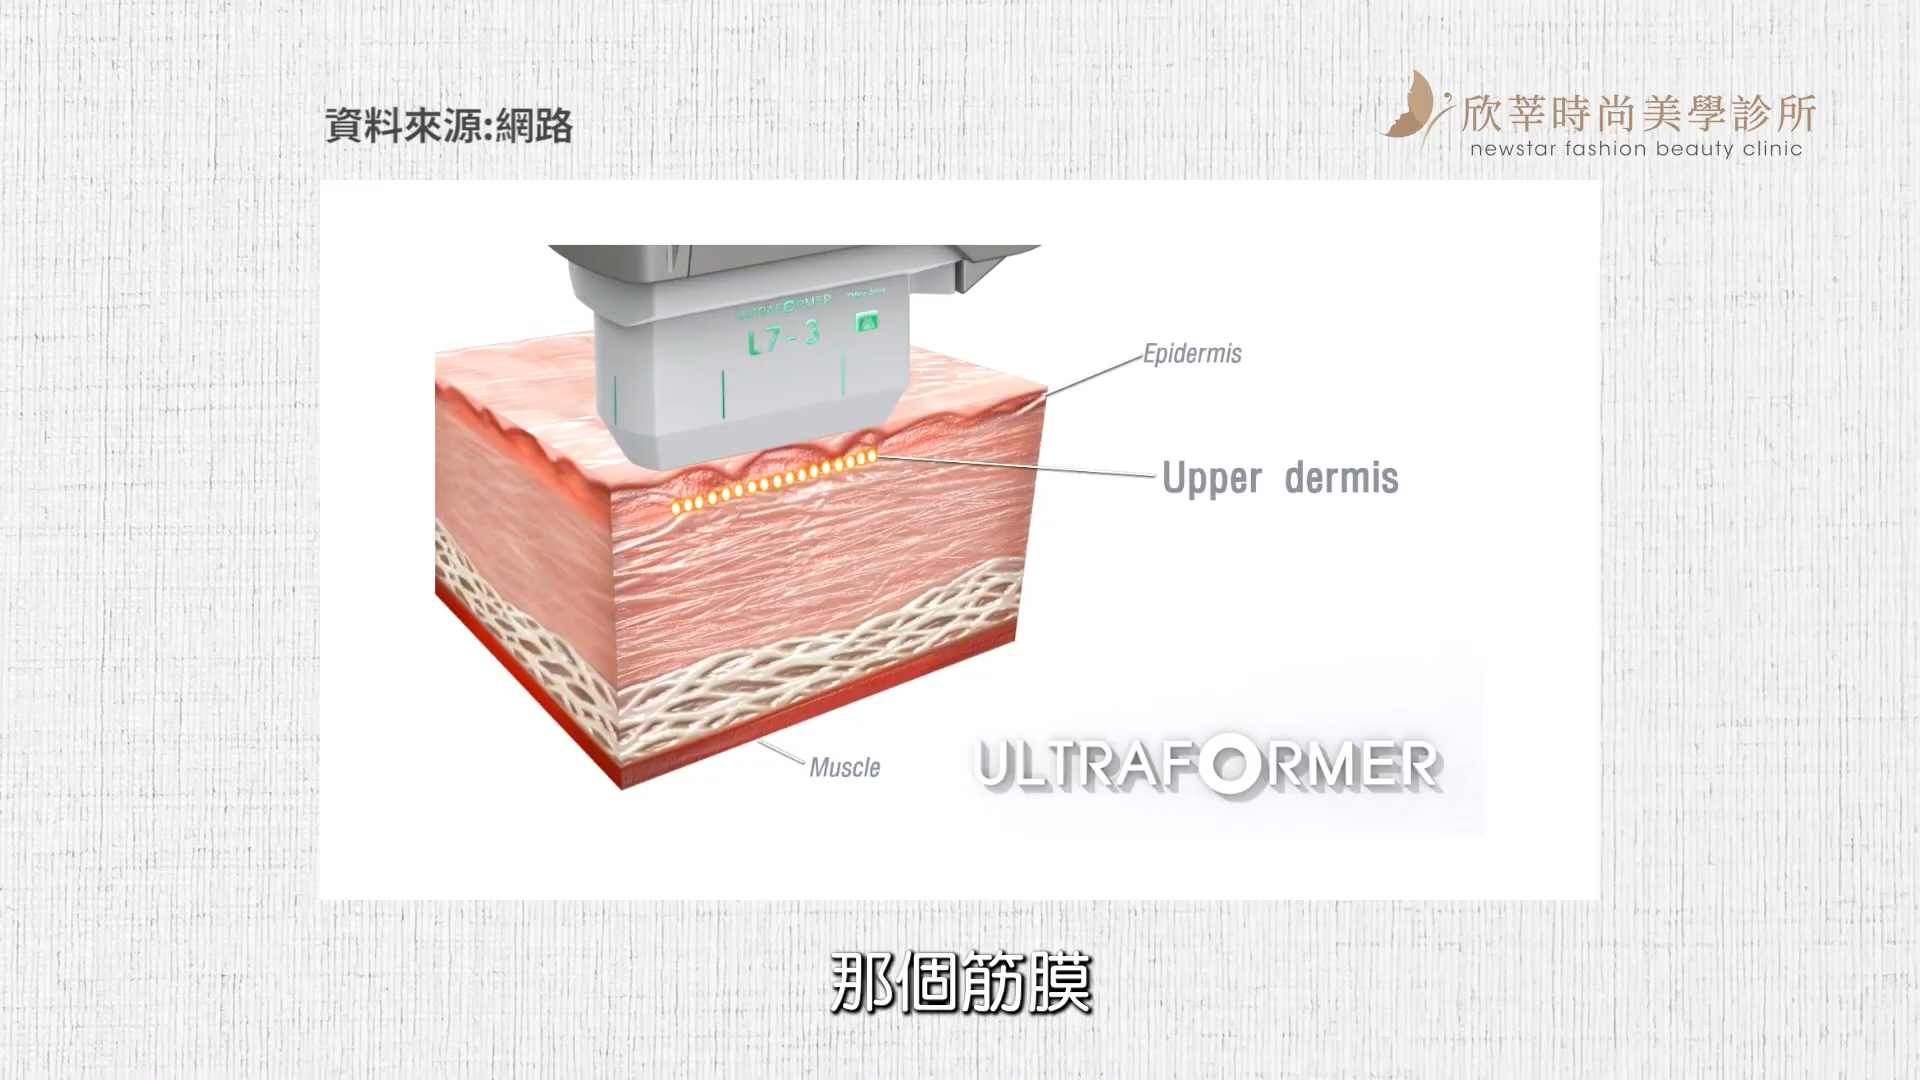 資料來源:網路
欣莘時尚美學診所
newstar fashion beauty clinic
ULTRAFORMER
L7-3
Epidermis
Upper dermis
Muscle
ULTRAFORMER
那個筋膜